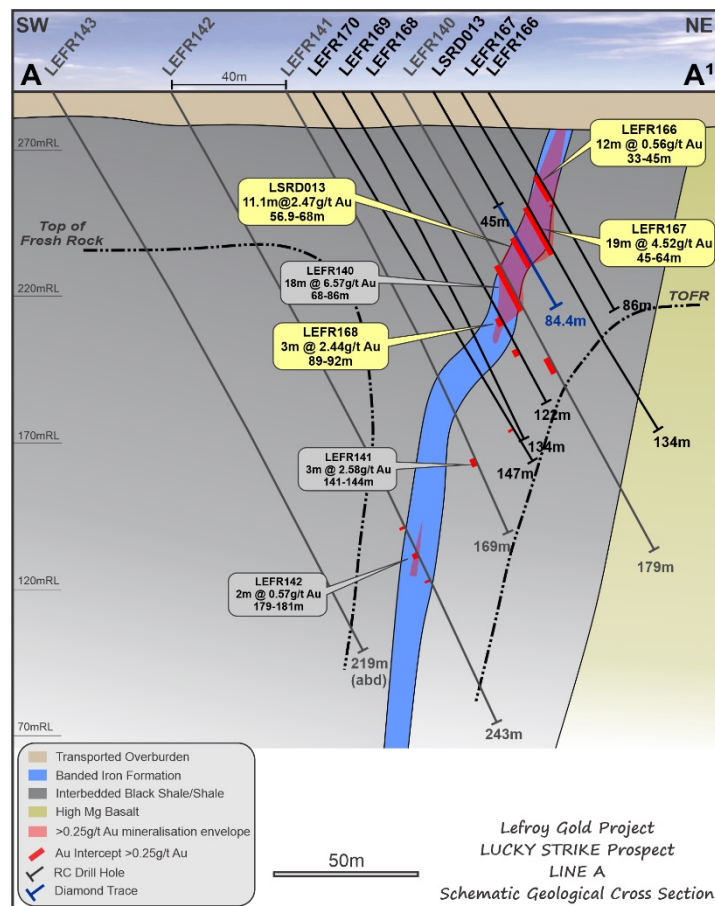 SW
NE
LEFR143
LEFR142
LEFR141
LEFR170
LEFR169
LEFR168
LEFR140
LSRD013
LEFR167
LEFR166
A
A¹
40m
270mRL
LEFR166
12m @ 0.56g/t Au
33-45m
LSRD013
11.1m@2.47g/t Au
56.9-68m
45m
LEFR167
19m @ 4.52g/t Au
45-64m
Top of
Fresh Rock
LEFR140
18m @ 6.57g/t Au
68-86m
220mRL
86m
TOFR
84.4m
LEFR168
3m @ 2.44g/t Au
89-92m
122m
170mRL
134m
134m
LEFR141
3m @ 2.58g/t Au
141-144m
147m
169m
179m
120mRL
LEFR142
2m @ 0.57g/t Au
179-181m
219m
(abd)
243m
70mRL
Transported Overburden
Banded Iron Formation
Interbedded Black Shale/Shale
High Mg Basalt
>0.25g/t Au mineralisation envelope
Au Intercept >0.25g/t Au
RC Drill Hole
Diamond Trace
50m
Lefroy Gold Project
LUCKY STRIKE Prospect
LINE A
Schematic Geological Cross Section